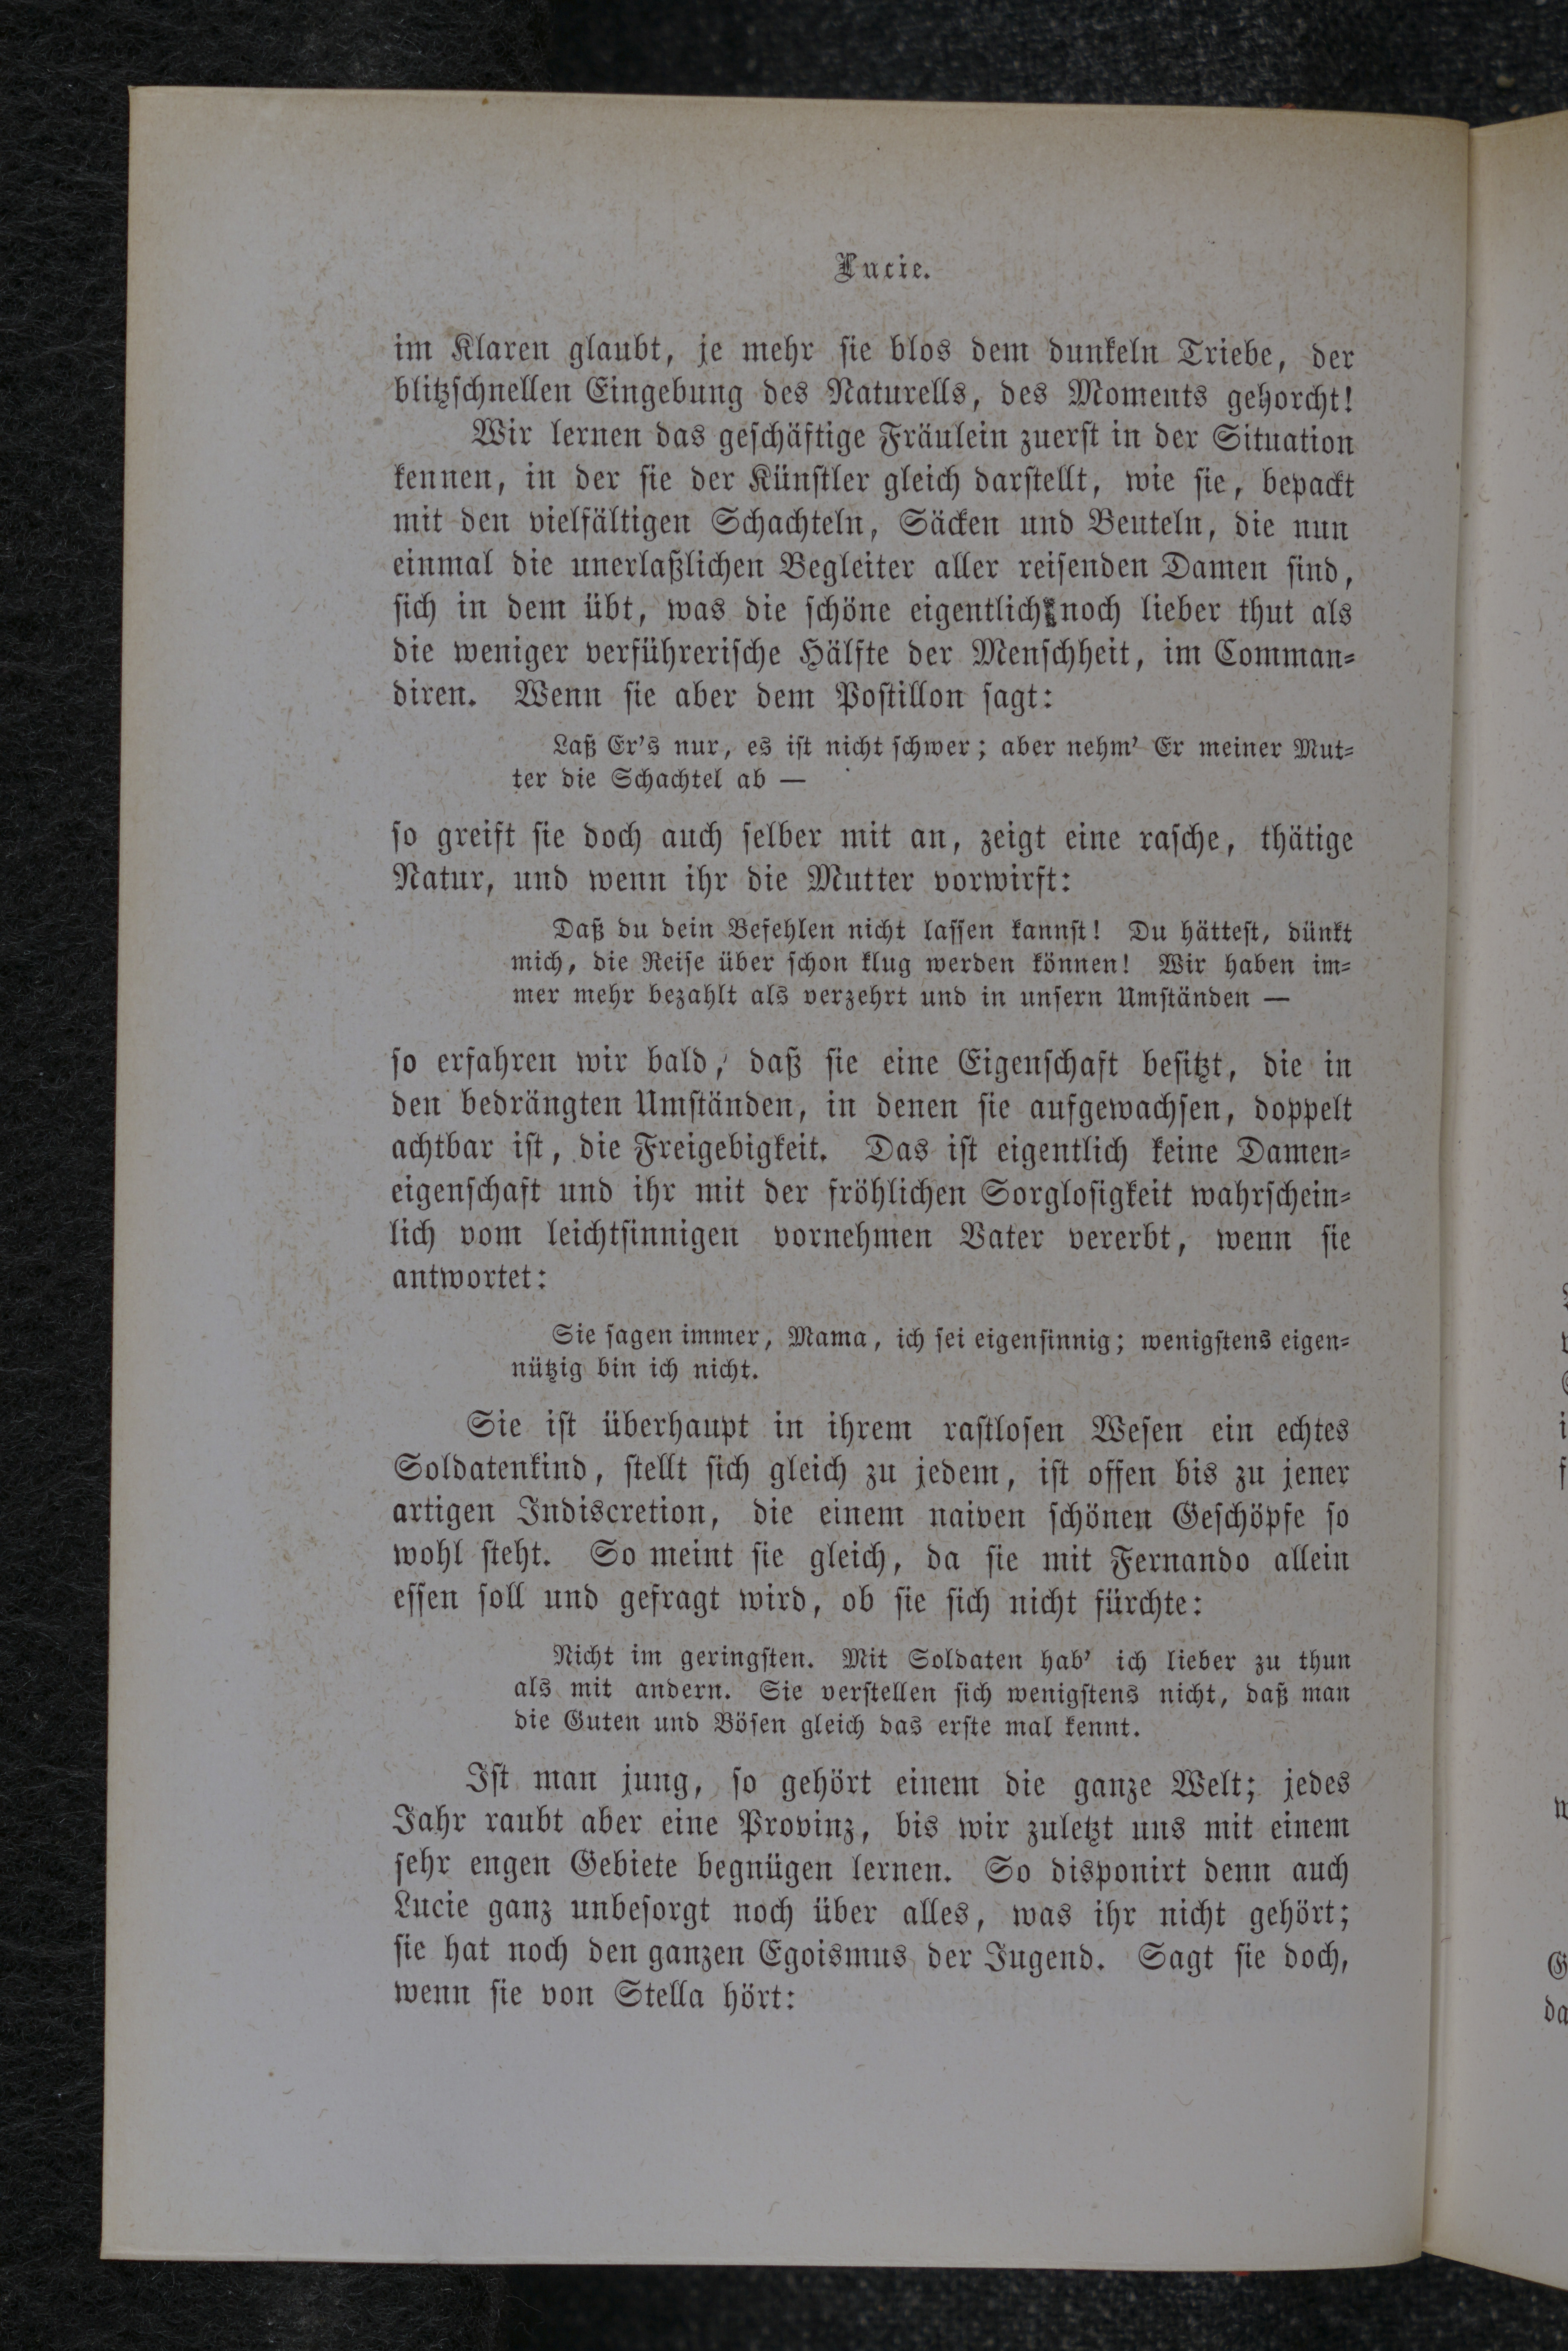 Lucie.
im Klaren glaubt, je mehr sie blos dem dunkeln Triebe, der
blitzschnellen Eingebung des Naturells, des Moments gehorcht!
Wir lernen das geschäftige Fräulein zuerst in der Situation
kennen, in der sie der Künstler gleich darstellt, wie sie, bepackt
mit den vielfältigen Schachteln, Säcken und Beuteln, die nun
einmal die unerlaßlichen Begleiter aller reisenden Damen sind,
sich in dem übt, was die schöne eigentlich noch lieber thut als
die weniger verführerische Hälfte der Menschheit, im Comman-
diren. Wenn sie aber dem Postillon sagt:
Laß Er's nur, es ist nicht schwer; aber nehm' Er meiner Mut-
ter die Schachtel ab —
so greift sie doch auch selber mit an, zeigt eine rasche, thätige
Natur, und wenn ihr die Mutter vorwirft:
Daß du dein Befehlen nicht lassen kannst! Du hättest, dünkt
mich, die Reise über schon klug werden können! Wir haben im-
mer mehr bezahlt als verzehrt und in unsern Umständen —
so erfahren wir bald, daß sie eine Eigenschaft besitzt, die in
den bedrängten Umständen, in denen sie aufgewachsen, doppelt
achtbar ist, die Freigebigkeit. Das ist eigentlich keine Damen-
eigenschaft und ihr mit der fröhlichen Sorglosigkeit wahrschein-
lich vom leichtsinnigen vornehmen Vater vererbt, wenn sie
antwortet:
Sie sagen immer, Mama, ich sei eigensinnig; wenigstens eigen-
nützig bin ich nicht.
Sie ist überhaupt in ihrem rastlosen Wesen ein echtes
Soldatenkind, stellt sich gleich zu jedem, ist offen bis zu jener
artigen Indiscretion, die einem naiven schönen Geschöpfe so
wohl steht. So meint sie gleich, da sie mit Fernando allein
essen soll und gefragt wird, ob sie sich nicht fürchte:
Nicht im geringsten. Mit Soldaten hab' ich lieber zu thun
als mit andern. Sie verstellen sich wenigstens nicht, daß man
die Guten und Bösen gleich das erste mal kennt.
Ist man jung, so gehört einem die ganze Welt; jedes
Jahr raubt aber eine Provinz, bis wir zuletzt uns mit einem
sehr engen Gebiete begnügen lernen. So disponirt denn auch
Lucie ganz unbesorgt noch über alles, was ihr nicht gehört;
sie hat noch den ganzen Egoismus der Jugend. Sagt sie doch,
wenn sie von Stella hört: